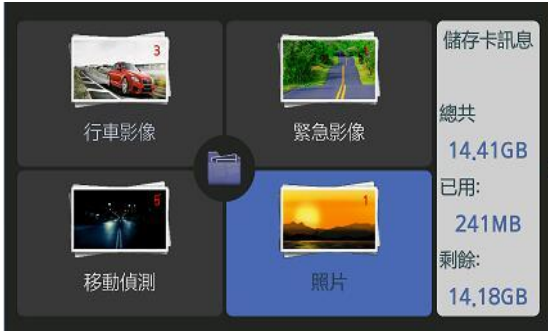 3
行車影像
緊急影像
5
移動偵測
1
照片
儲存卡訊息
總共
14.41GB
已用:
241MB
剩餘:
14.18GB